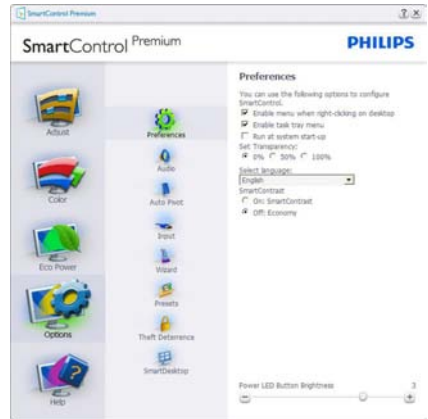 SmartControl Premium
? X
SmartControl Premium
PHILIPS
Adjust
Color
Eco Power
Options
Help
Preferences
Audio
Auto Pivot
Input
Wizard
Presets
Theft Deterrence
SmartDesktop
Preferences
You can use the following options to configure
SmartControl.
Enable menu when right-clicking on desktop
Enable task tray menu
Run at system start-up
Set Transparency:
0% 50% 100%
Select language:
English
SmartContrast
On: SmartContrast
Off: Economy
Power LED Button Brightness 3